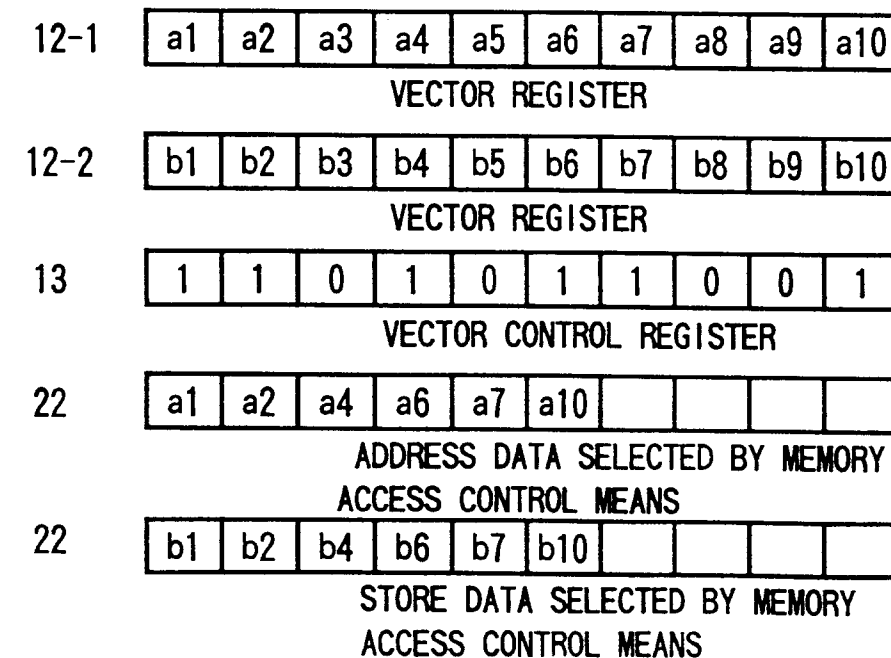 12-1 a1 a2 a3 a4 a5 a6 a7 a8 a9 a10
VECTOR REGISTER
12-2 b1 b2 b3 b4 b5 b6 b7 b8 b9 b10
VECTOR REGISTER
13 1 1 0 1 0 1 1 0 0 1
VECTOR CONTROL REGISTER
22 a1 a2 a4 a6 a7 a10
ADDRESS DATA SELECTED BY MEMORY
ACCESS CONTROL MEANS
22 b1 b2 b4 b6 b7 b10
STORE DATA SELECTED BY MEMORY
ACCESS CONTROL MEANS